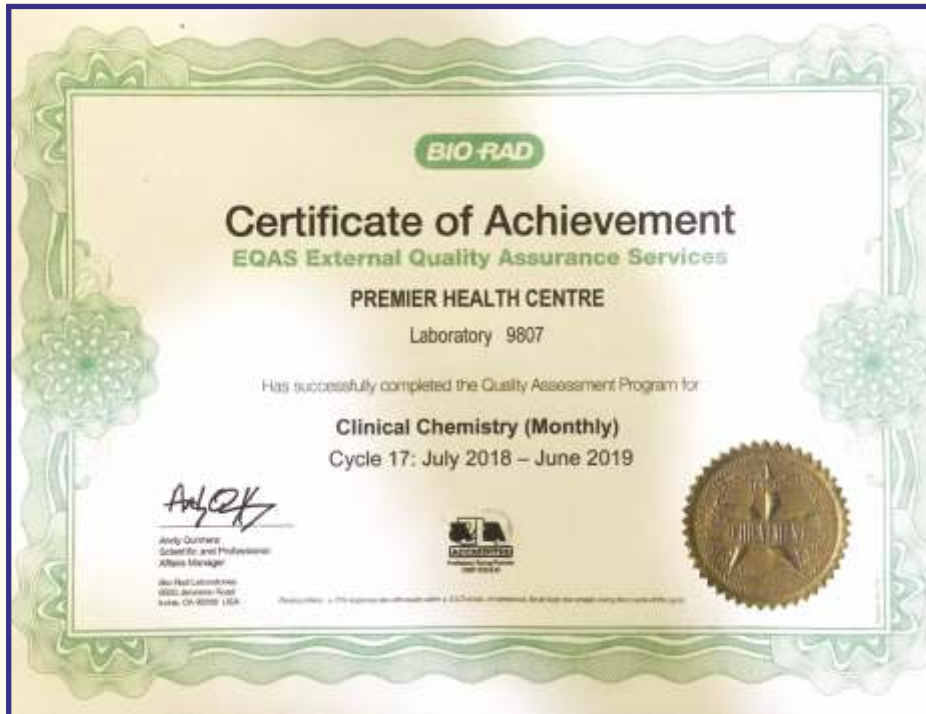 BIO RAD
Certificate of Achievement
EQAS External Quality Assurance Services
PREMIER HEALTH CENTRE
Laboratory 9807
Has successfully completed the Quality Assessment Program for
Clinical Chemistry (Monthly)
Cycle 17: July 2018 – June 2019
Andy
Scientific and Professional
Affairs Manager
Bio-Rad Laboratories
ACCREDITED